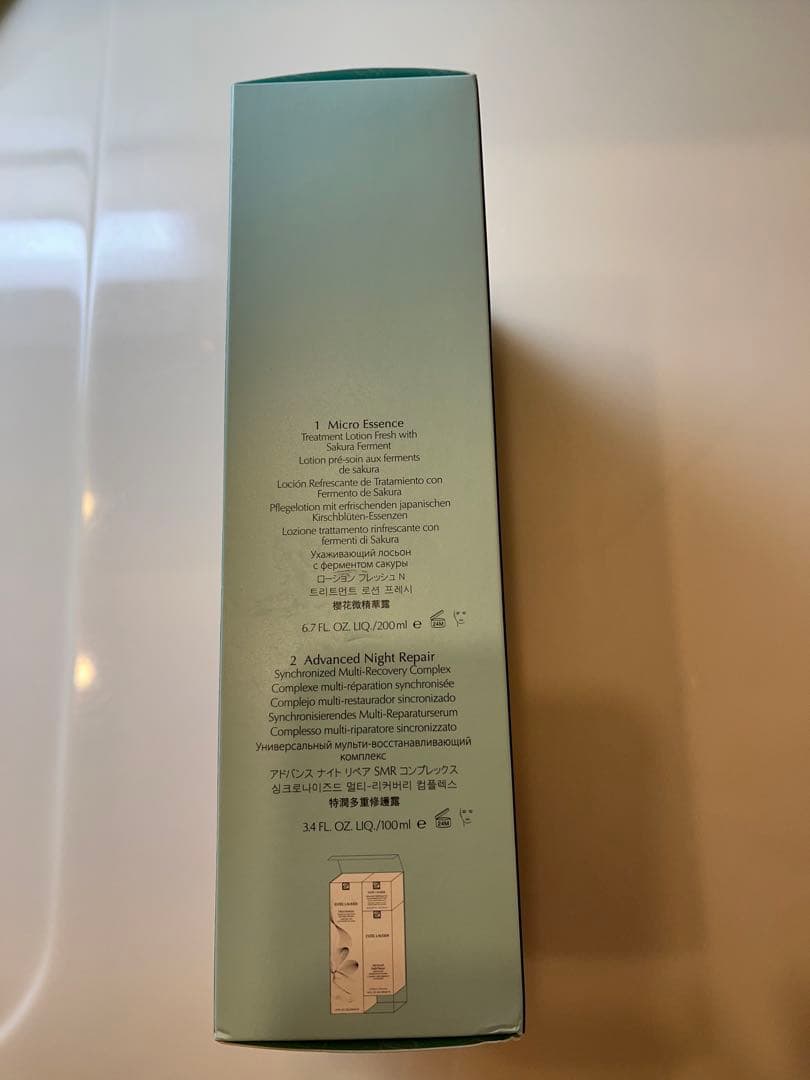 1 Micro Essence
Treatment Lotion Fresh with
Sakura Ferment
Lotion pré-soin aux ferments
de sakura
Loción Refrescante de Tratamiento con
Fermento de Sakura
Pflegelotion mit erfrischenden japanischen
Kirschblüten-Essenzen
Lozione trattamento rinfrescante con
fermenti di Sakura
Ухаживающий лосьон
с ферментом сакуры
ローション フレッシュ N
트리트먼트 로션 프레시
櫻花微精華露
6.7 FL. OZ. LIQ./200 ml e 24M
2 Advanced Night Repair
Synchronized Multi-Recovery Complex
Complexe multi-réparation synchronisée
Complejo multi-restaurador sincronizado
Synchronisierendes Multi-Reparaturserum
Complesso multi-riparatore sincronizzato
Универсальный мульти-восстанавливающий
комплекс
アドバンス ナイト リペア SMR コンプレックス
싱크로나이즈드 멀티-리커버리 컴플렉스
特潤多重修護露
3.4 FL. OZ. LIQ./100 ml e 24M
ESTĒE LAUDER
ESTĒE LAUDER